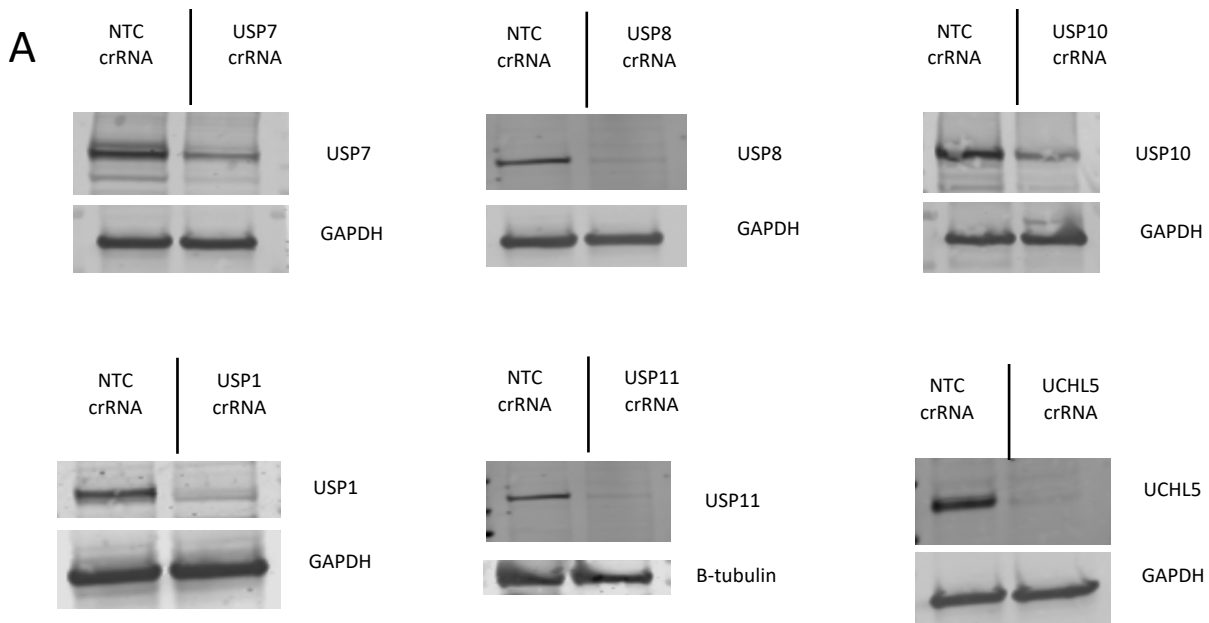 A
NTC USP7
crRNA crRNA
USP7
GAPDH
NTC USP8
crRNA crRNA
USP8
GAPDH
NTC USP10
crRNA crRNA
USP10
GAPDH
NTC USP1
crRNA crRNA
USP1
GAPDH
NTC USP11
crRNA crRNA
USP11
B-tubulin
NTC UCHL5
crRNA crRNA
UCHL5
GAPDH